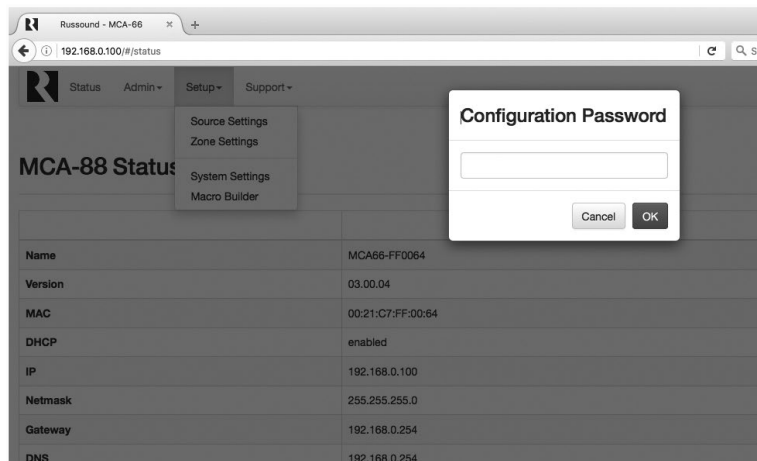 Russound - MCA-66 × +
192.168.0.100/#/status
S
R Status Admin Setup Support
Source Settings
Zone Settings
System Settings
Macro Builder
MCA-88 Status
Configuration Password
Cancel OK
Name MCA66-FF0064
Version 03.00.04
MAC 00:21:C7:FF:00:64
DHCP enabled
IP 192.168.0.100
Netmask 255.255.255.0
Gateway 192.168.0.254
DNS 192.168.0.254